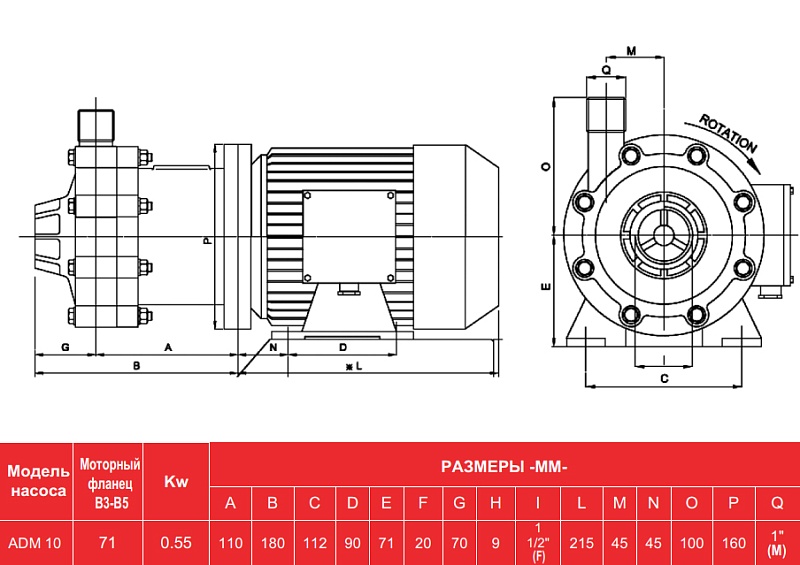 M
Q
ROTATION
O
P
E
G
A
N
D
B
※L
C
Модель насоса
Моторный фланец B3-B5
Kw
РАЗМЕРЫ -ММ-
A B C D E F G H I L M N O P Q
ADM 10 71 0.55 110 180 112 90 71 20 70 9 1 1/2" (F) 215 45 45 100 160 1" (M)